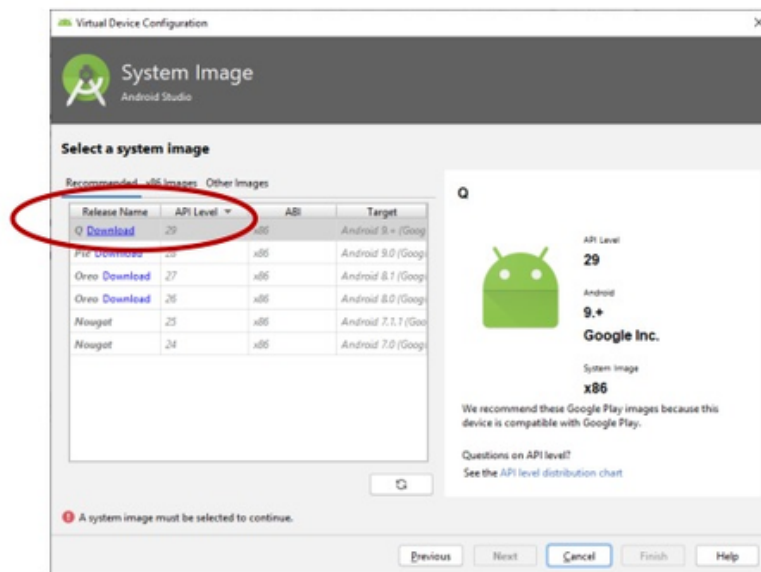 Virtual Device Configuration
System Image
Android Studio
Select a system image
Recommended x86 Images Other Images
Release Name API Level ABI Target
Q Download 29 x86 Android 9.+ (Goog
Pie Download 28 x86 Android 9.0 (Googl
Oreo Download 27 x86 Android 8.1 (Googl
Oreo Download 26 x86 Android 8.0 (Googl
Nougat 25 x86 Android 7.1.1 (Goo
Nougat 24 x86 Android 7.0 (Googl
Q
API Level
29
Android
9.+
Google Inc.
System Image
x86
We recommend these Google Play images because this
device is compatible with Google Play.
Questions on API level?
See the API level distribution chart
A system image must be selected to continue.
Previous Next Cancel Finish Help